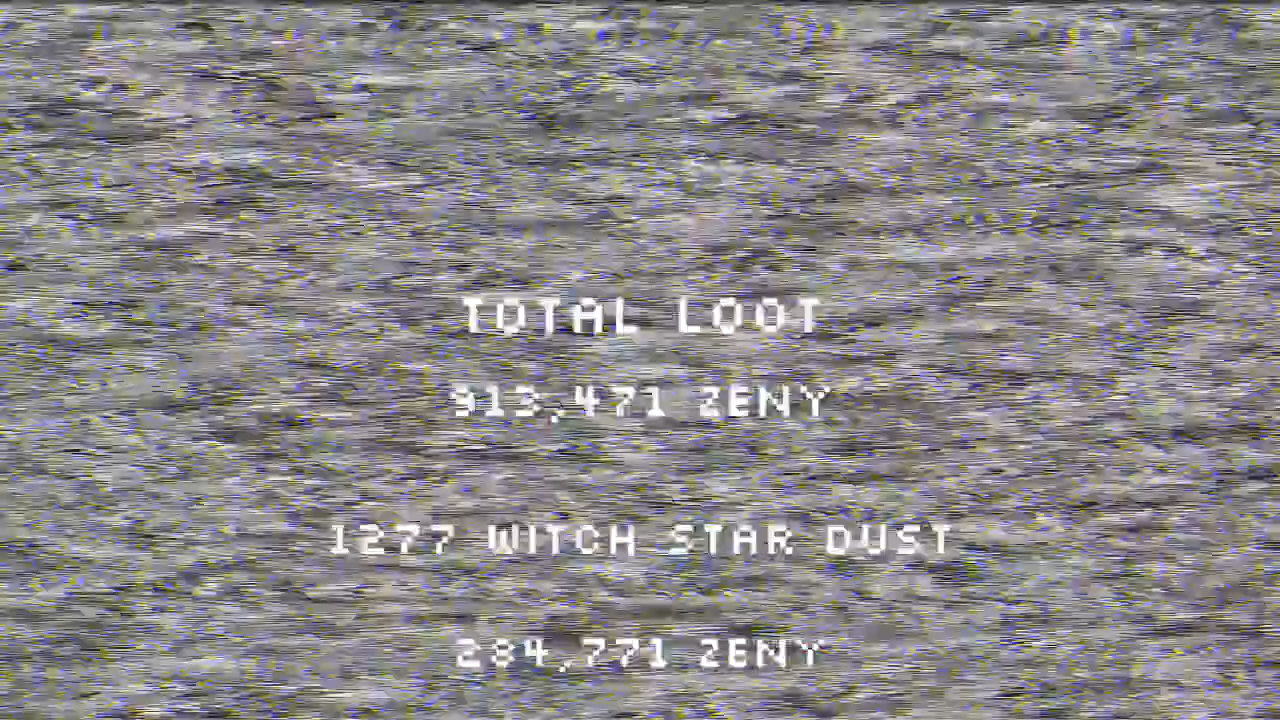 TOTAL LOOT
913,471 ZENY
1277 WITCH STAR DUST
284,771 ZENY